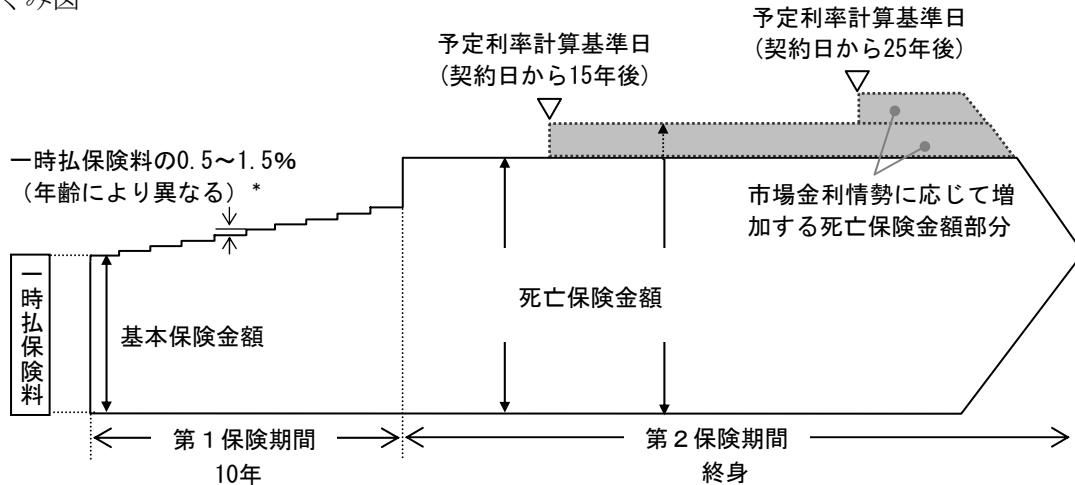 くみ図
予定利率計算基準日
(契約日から15年後)
予定利率計算基準日
(契約日から25年後)
一時払保険料の0.5～1.5%
(年齢により異なる) *
市場金利情勢に応じて増
加する死亡保険金額部分
一時払保険料
基本保険金額
死亡保険金額
第1保険期間
10年
第2保険期間
終身